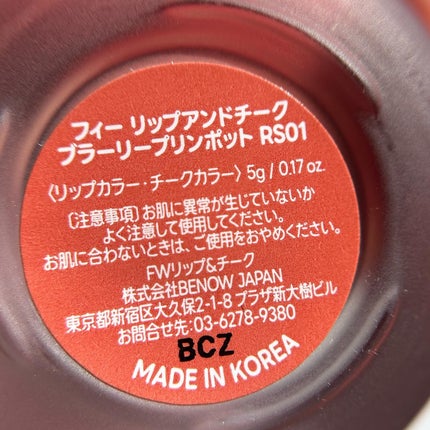 フィー リップアンドチーク
ブラーリープリンポット RS01
〈リップカラー・チークカラー〉 5g / 0.17 oz.
〔注意事項〕お肌に異常が生じていないか
よく注意して使用してください。
お肌に合わないときは、ご使用をおやめください。
FWリップ&チーク
株式会社BENOW JAPAN
東京都新宿区大久保2-1-8 プラザ新大樹ビル
お問合せ先:03-6278-9380
BCZ
MADE IN KOREA